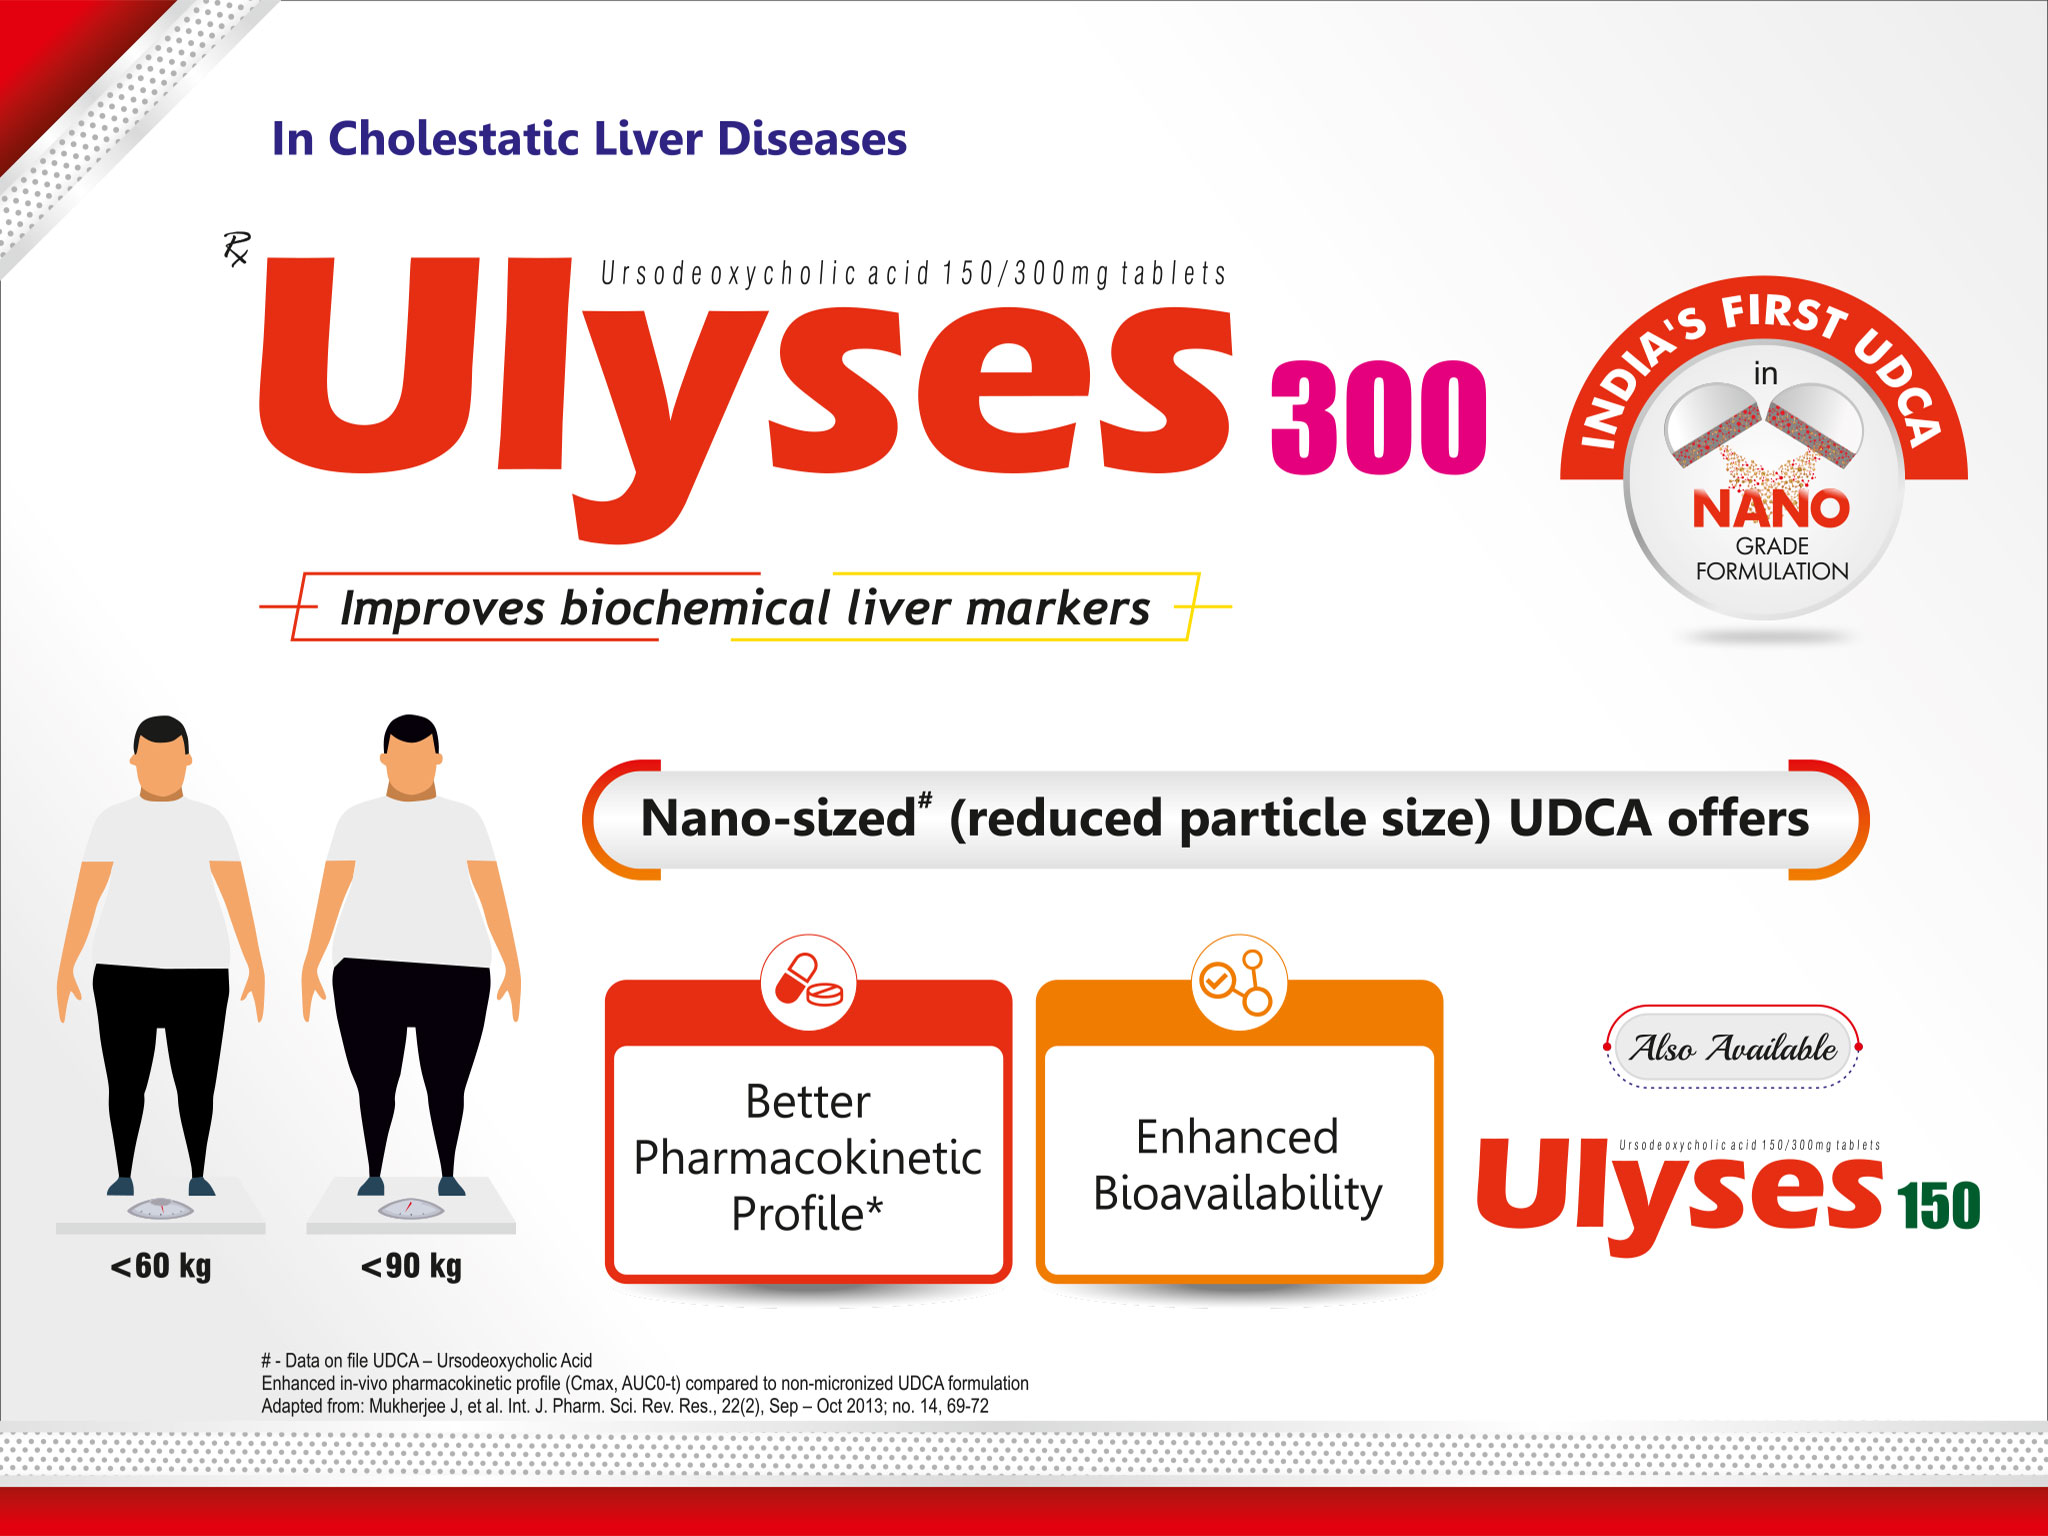 In Cholestatic Liver Diseases
Rx
Ursodeoxycholic acid 150/300mg tablets
Ulyses 300
INDIA'S FIRST UDCA
in
NANO
GRADE
FORMULATION
Improves biochemical liver markers
Nano-sized# (reduced particle size) UDCA offers
Better
Pharmacokinetic
Profile*
Enhanced
Bioavailability
Also Available
Ursodeoxycholic acid 150/300mg tablets
Ulyses 150
<60 kg
<90 kg
# - Data on file UDCA – Ursodeoxycholic Acid
Enhanced in-vivo pharmacokinetic profile (Cmax, AUC0-t) compared to non-micronized UDCA formulation
Adapted from: Mukherjee J, et al. Int. J. Pharm. Sci. Rev. Res., 22(2), Sep – Oct 2013; no. 14, 69-72